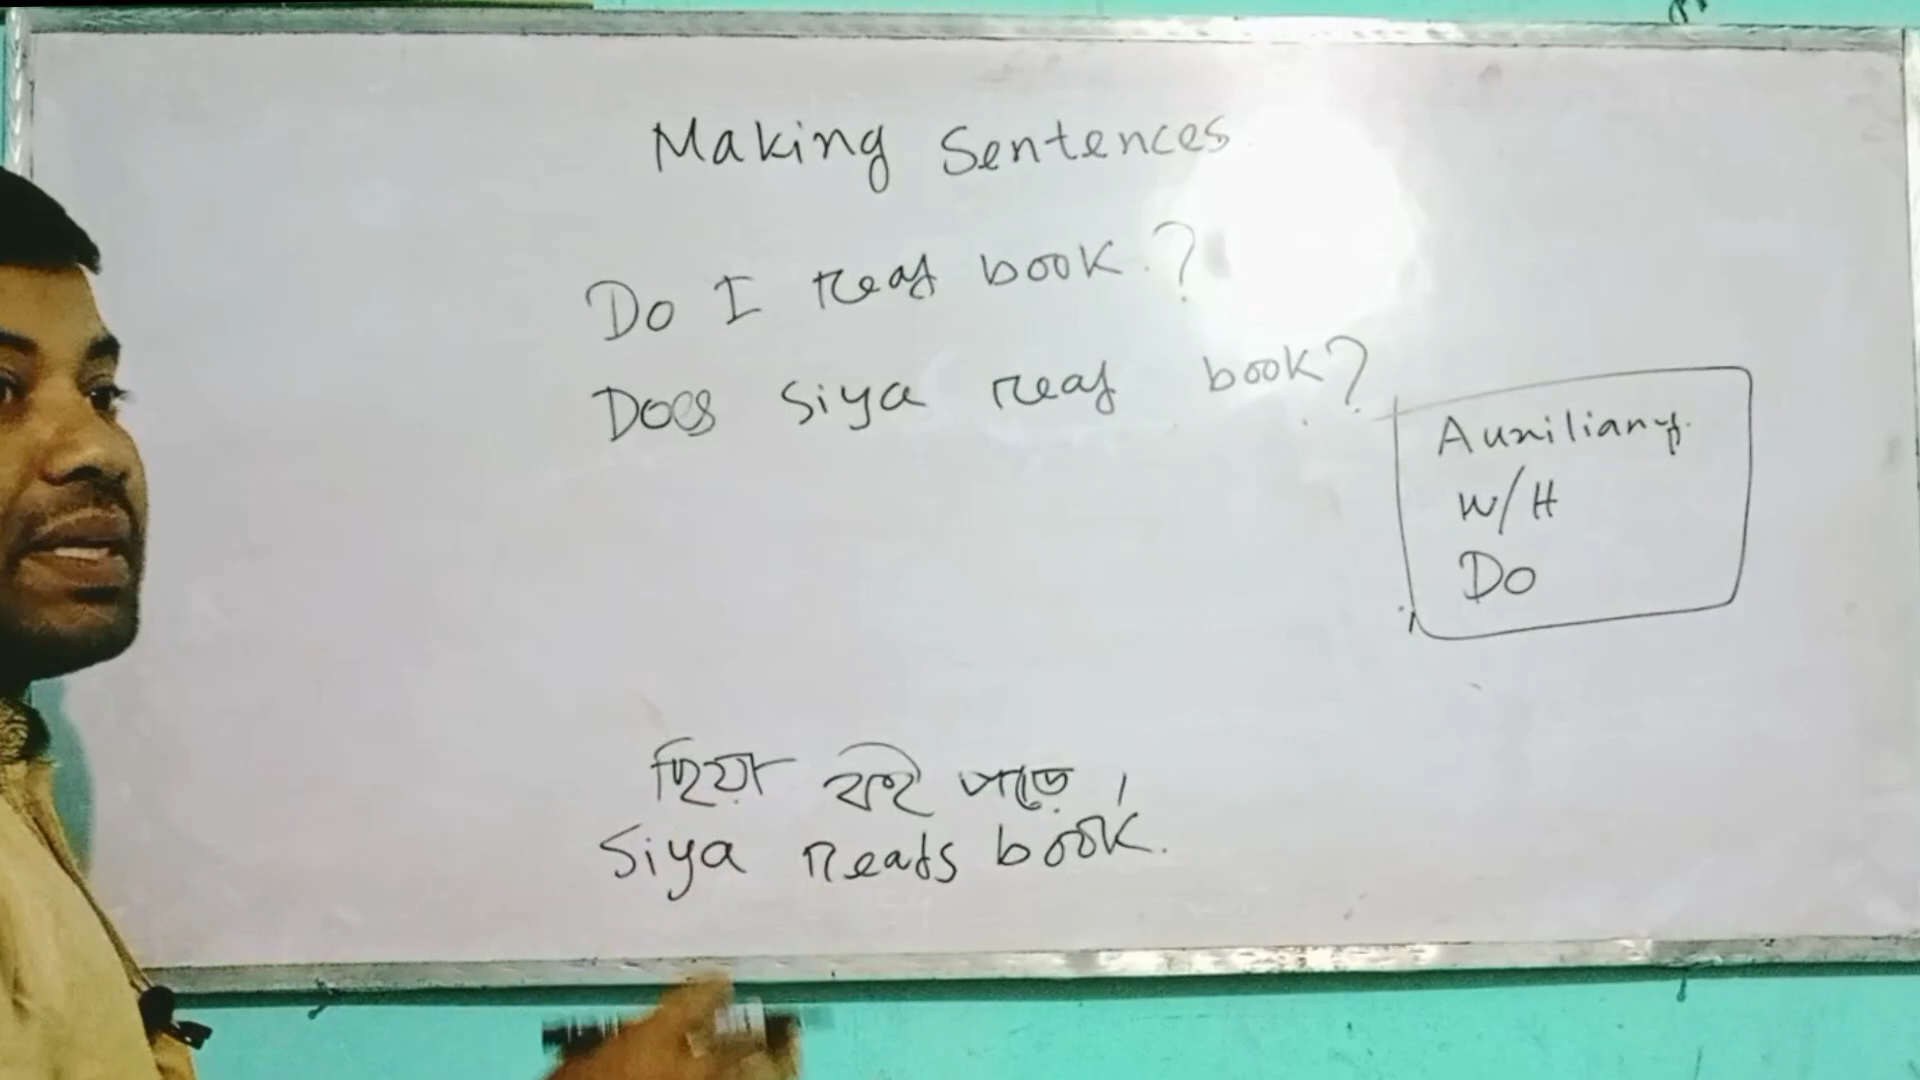 Making Sentences
Do I read book.?
Does Siya read book?
Auxiliary.
W/H
Do
ছিয়া বই পড়ে।
Siya reads book.